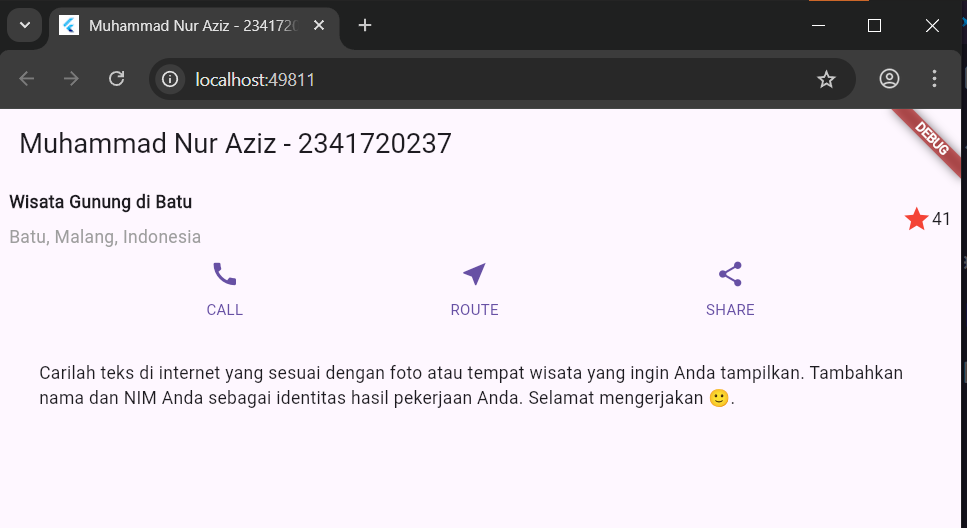 Muhammad Nur Aziz - 234172
localhost:49811
Muhammad Nur Aziz - 2341720237
DEBUG
Wisata Gunung di Batu
41
Batu, Malang, Indonesia
CALL ROUTE SHARE
Carilah teks di internet yang sesuai dengan foto atau tempat wisata yang ingin Anda tampilkan. Tambahkan
nama dan NIM Anda sebagai identitas hasil pekerjaan Anda. Selamat mengerjakan 🙂.